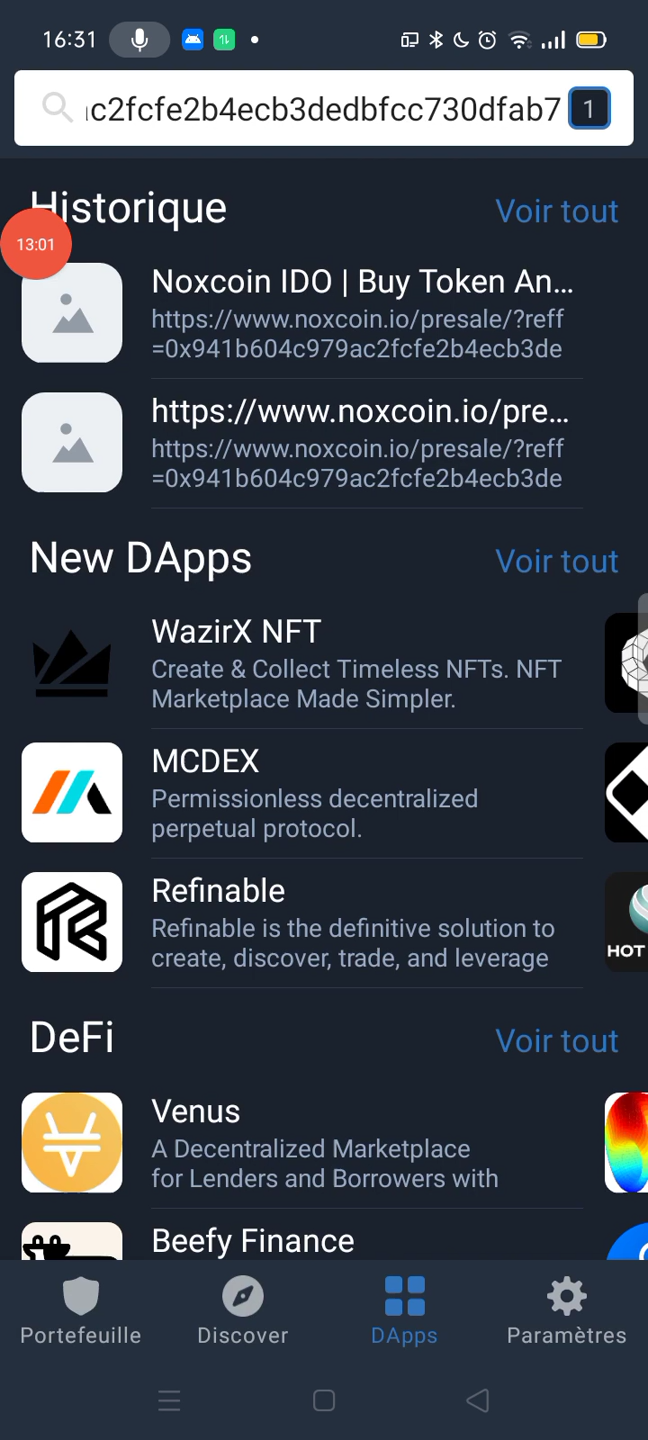 16:31
ac2fcfe2b4ecb3dedbfcc730dfab7 1
Historique
Voir tout
13:01
Noxcoin IDO | Buy Token An...
https://www.noxcoin.io/presale/?reff
=0x941b604c979ac2fcfe2b4ecb3de
https://www.noxcoin.io/pre...
https://www.noxcoin.io/presale/?reff
=0x941b604c979ac2fcfe2b4ecb3de
New DApps
Voir tout
WazirX NFT
Create & Collect Timeless NFTs. NFT
Marketplace Made Simpler.
MCDEX
Permissionless decentralized
perpetual protocol.
Refinable
Refinable is the definitive solution to
create, discover, trade, and leverage
HOT
DeFi
Voir tout
Venus
A Decentralized Marketplace
for Lenders and Borrowers with
Beefy Finance
Portefeuille
Discover
DApps
Paramètres